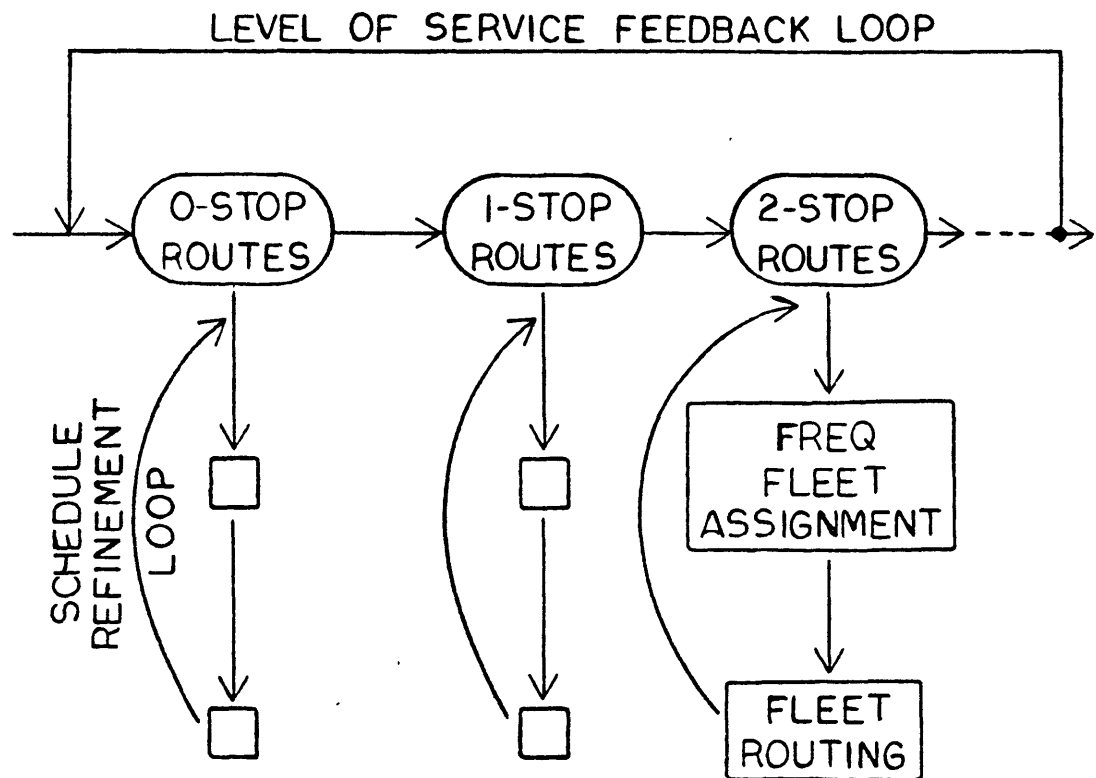 LEVEL OF SERVICE FEEDBACK LOOP
0-STOP
ROUTES
1-STOP
ROUTES
2-STOP
ROUTES
SCHEDULE
REFINEMENT
LOOP
FREQ
FLEET
ASSIGNMENT
FLEET
ROUTING